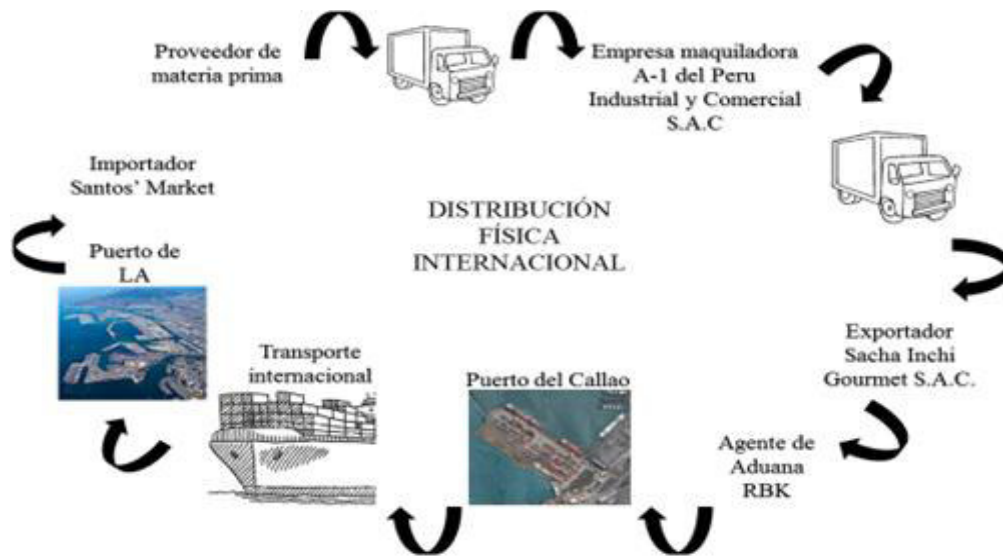 Proveedor de
materia prima
Empresa maquiladora
A-1 del Peru
Industrial y Comercial
S.A.C
Importador
Santos' Market
DISTRIBUCIÓN
FÍSICA
INTERNACIONAL
Puerto de
LA
Exportador
Sacha Inchi
Gourmet S.A.C.
Transporte
internacional
Puerto del Callao
Agente de
Aduana
RBK